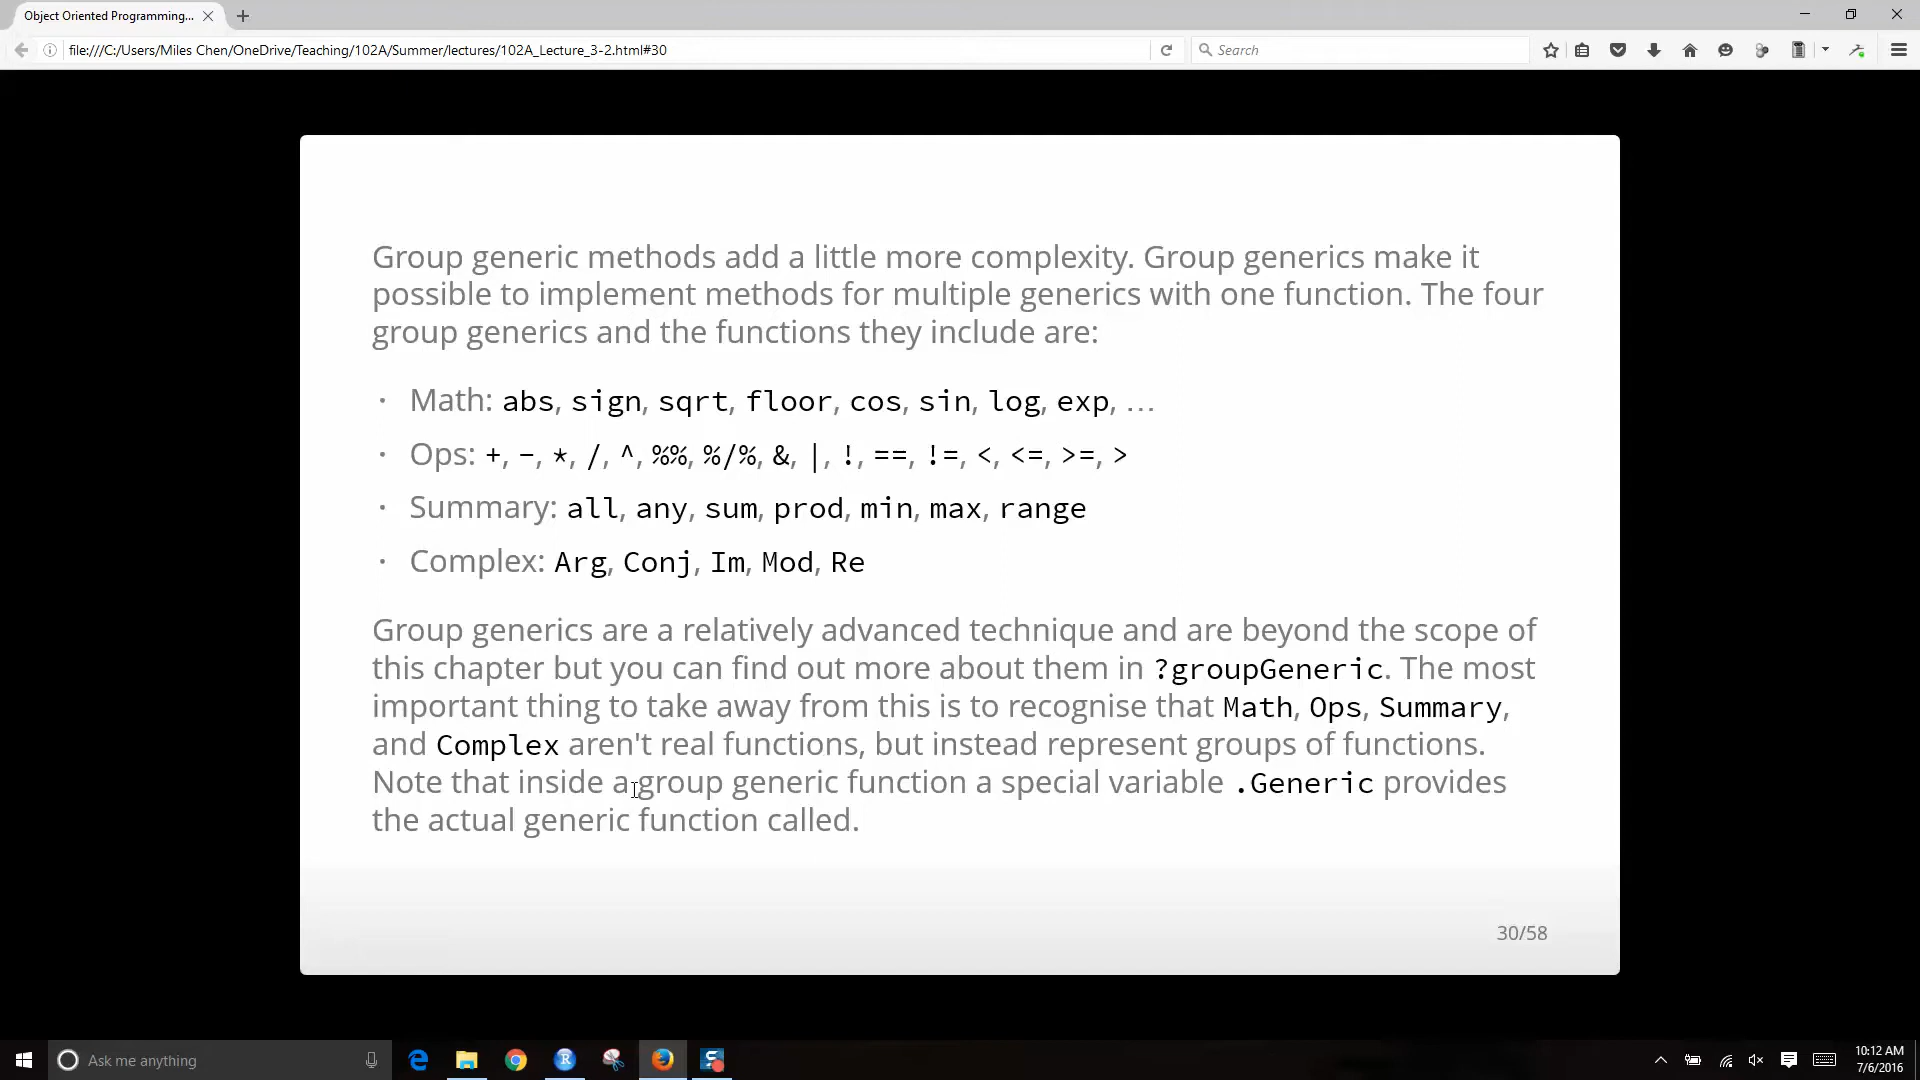 Object Oriented Programming...
file:///C:/Users/Miles Chen/OneDrive/Teaching/102A/Summer/lectures/102A_Lecture_3-2.html#30
Search
Group generic methods add a little more complexity. Group generics make it
possible to implement methods for multiple generics with one function. The four
group generics and the functions they include are:
· Math: abs, sign, sqrt, floor, cos, sin, log, exp, …
· Ops: +, -, *, /, ^, %%, %/%, &, |, !, ==, !=, <, <=, >=, >
· Summary: all, any, sum, prod, min, max, range
· Complex: Arg, Conj, Im, Mod, Re
Group generics are a relatively advanced technique and are beyond the scope of
this chapter but you can find out more about them in ?groupGeneric. The most
important thing to take away from this is to recognise that Math, Ops, Summary,
and Complex aren't real functions, but instead represent groups of functions.
Note that inside a group generic function a special variable .Generic provides
the actual generic function called.
30/58
Ask me anything
10:12 AM
7/6/2016